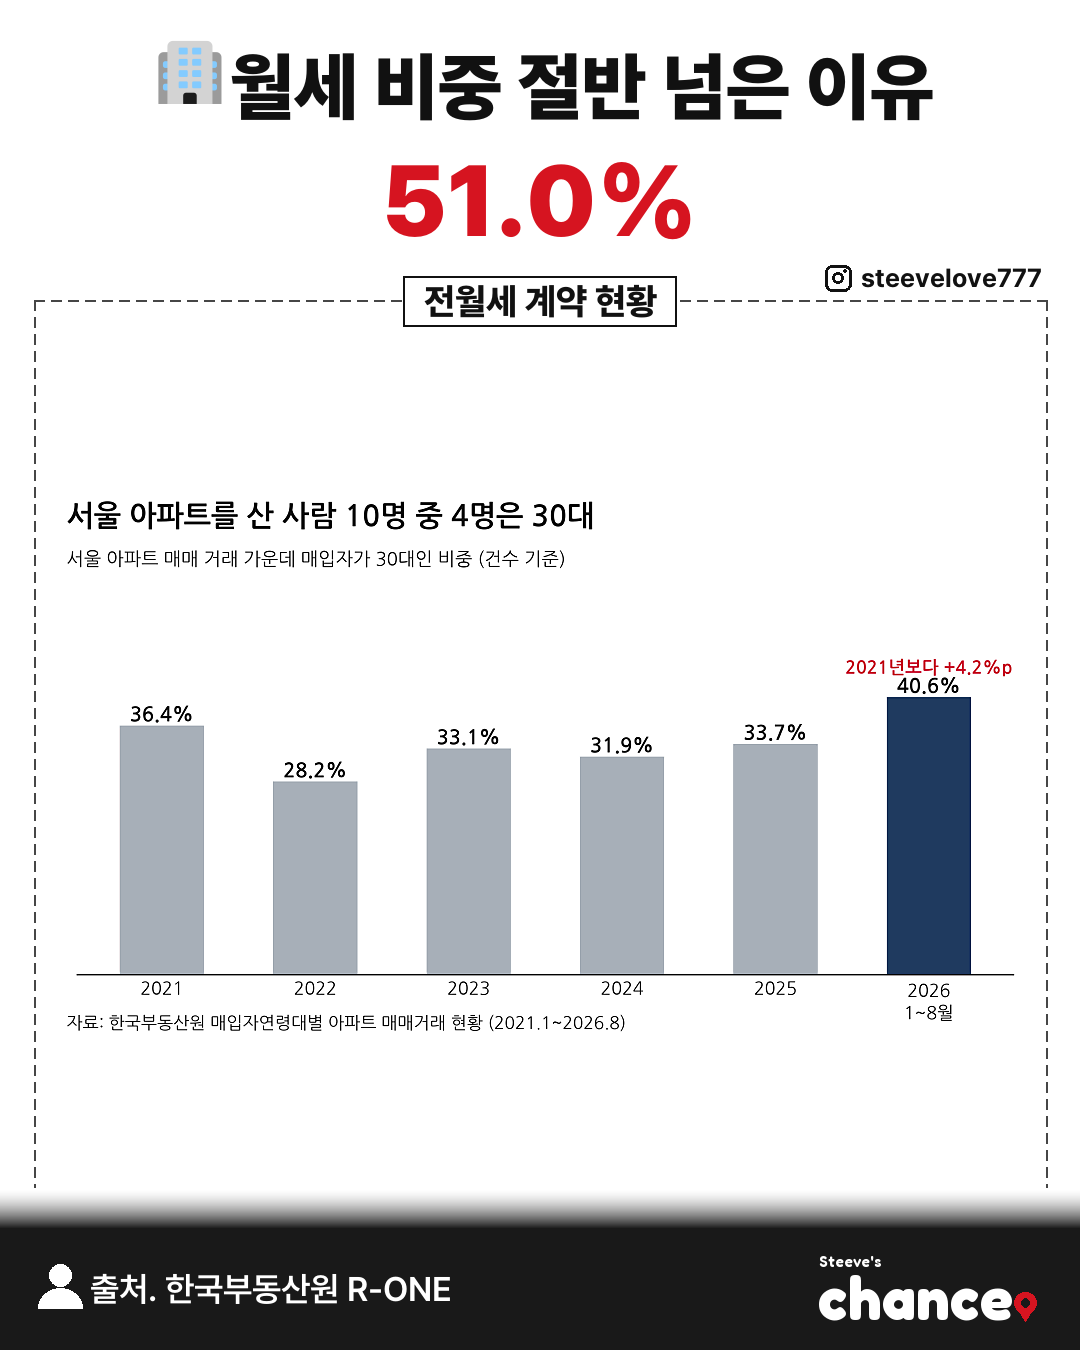 월세 비중 절반 넘은 이유
51.0%
steevelove777
전월세 계약 현황
서울 아파트를 산 사람 10명 중 4명은 30대
서울 아파트 매매 거래 가운데 매입자가 30대인 비중 (건수 기준)
2021년보다 +4.2%p
36.4%
28.2%
33.1%
31.9%
33.7%
40.6%
2021
2022
2023
2024
2025
2026
1~8월
자료: 한국부동산원 매입자연령대별 아파트 매매거래 현황 (2021.1~2026.8)
출처. 한국부동산원 R-ONE
Steeve's
chance